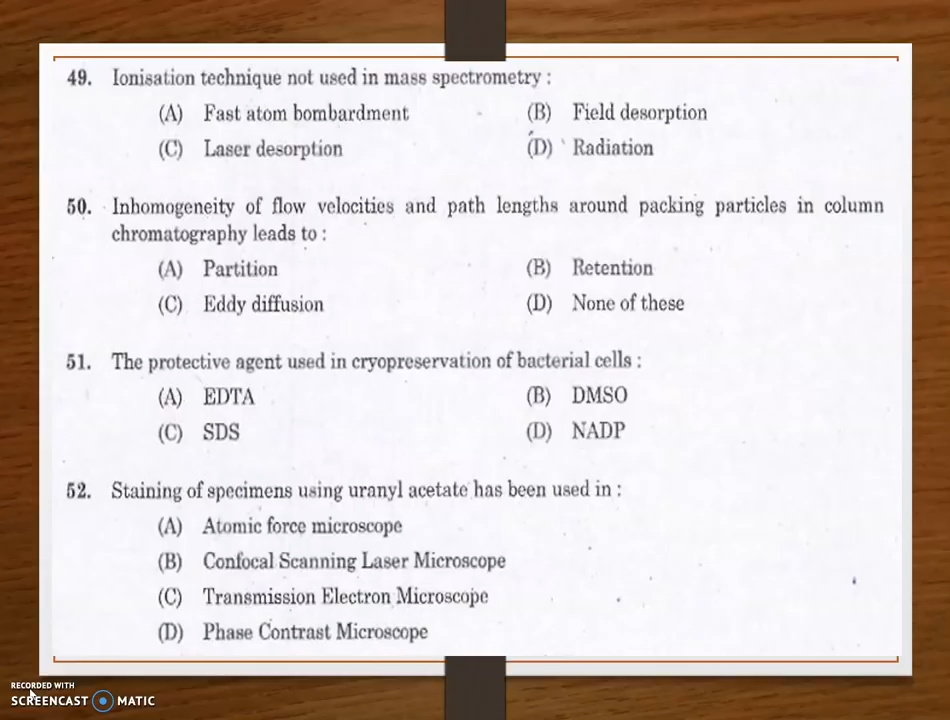 49. Ionisation technique not used in mass spectrometry :
(A) Fast atom bombardment (B) Field desorption
(C) Laser desorption (D) Radiation
50. Inhomogeneity of flow velocities and path lengths around packing particles in column
chromatography leads to :
(A) Partition (B) Retention
(C) Eddy diffusion (D) None of these
51. The protective agent used in cryopreservation of bacterial cells :
(A) EDTA (B) DMSO
(C) SDS (D) NADP
52. Staining of specimens using uranyl acetate has been used in :
(A) Atomic force microscope
(B) Confocal Scanning Laser Microscope
(C) Transmission Electron Microscope
(D) Phase Contrast Microscope
RECORDED WITH
SCREENCAST MATIC